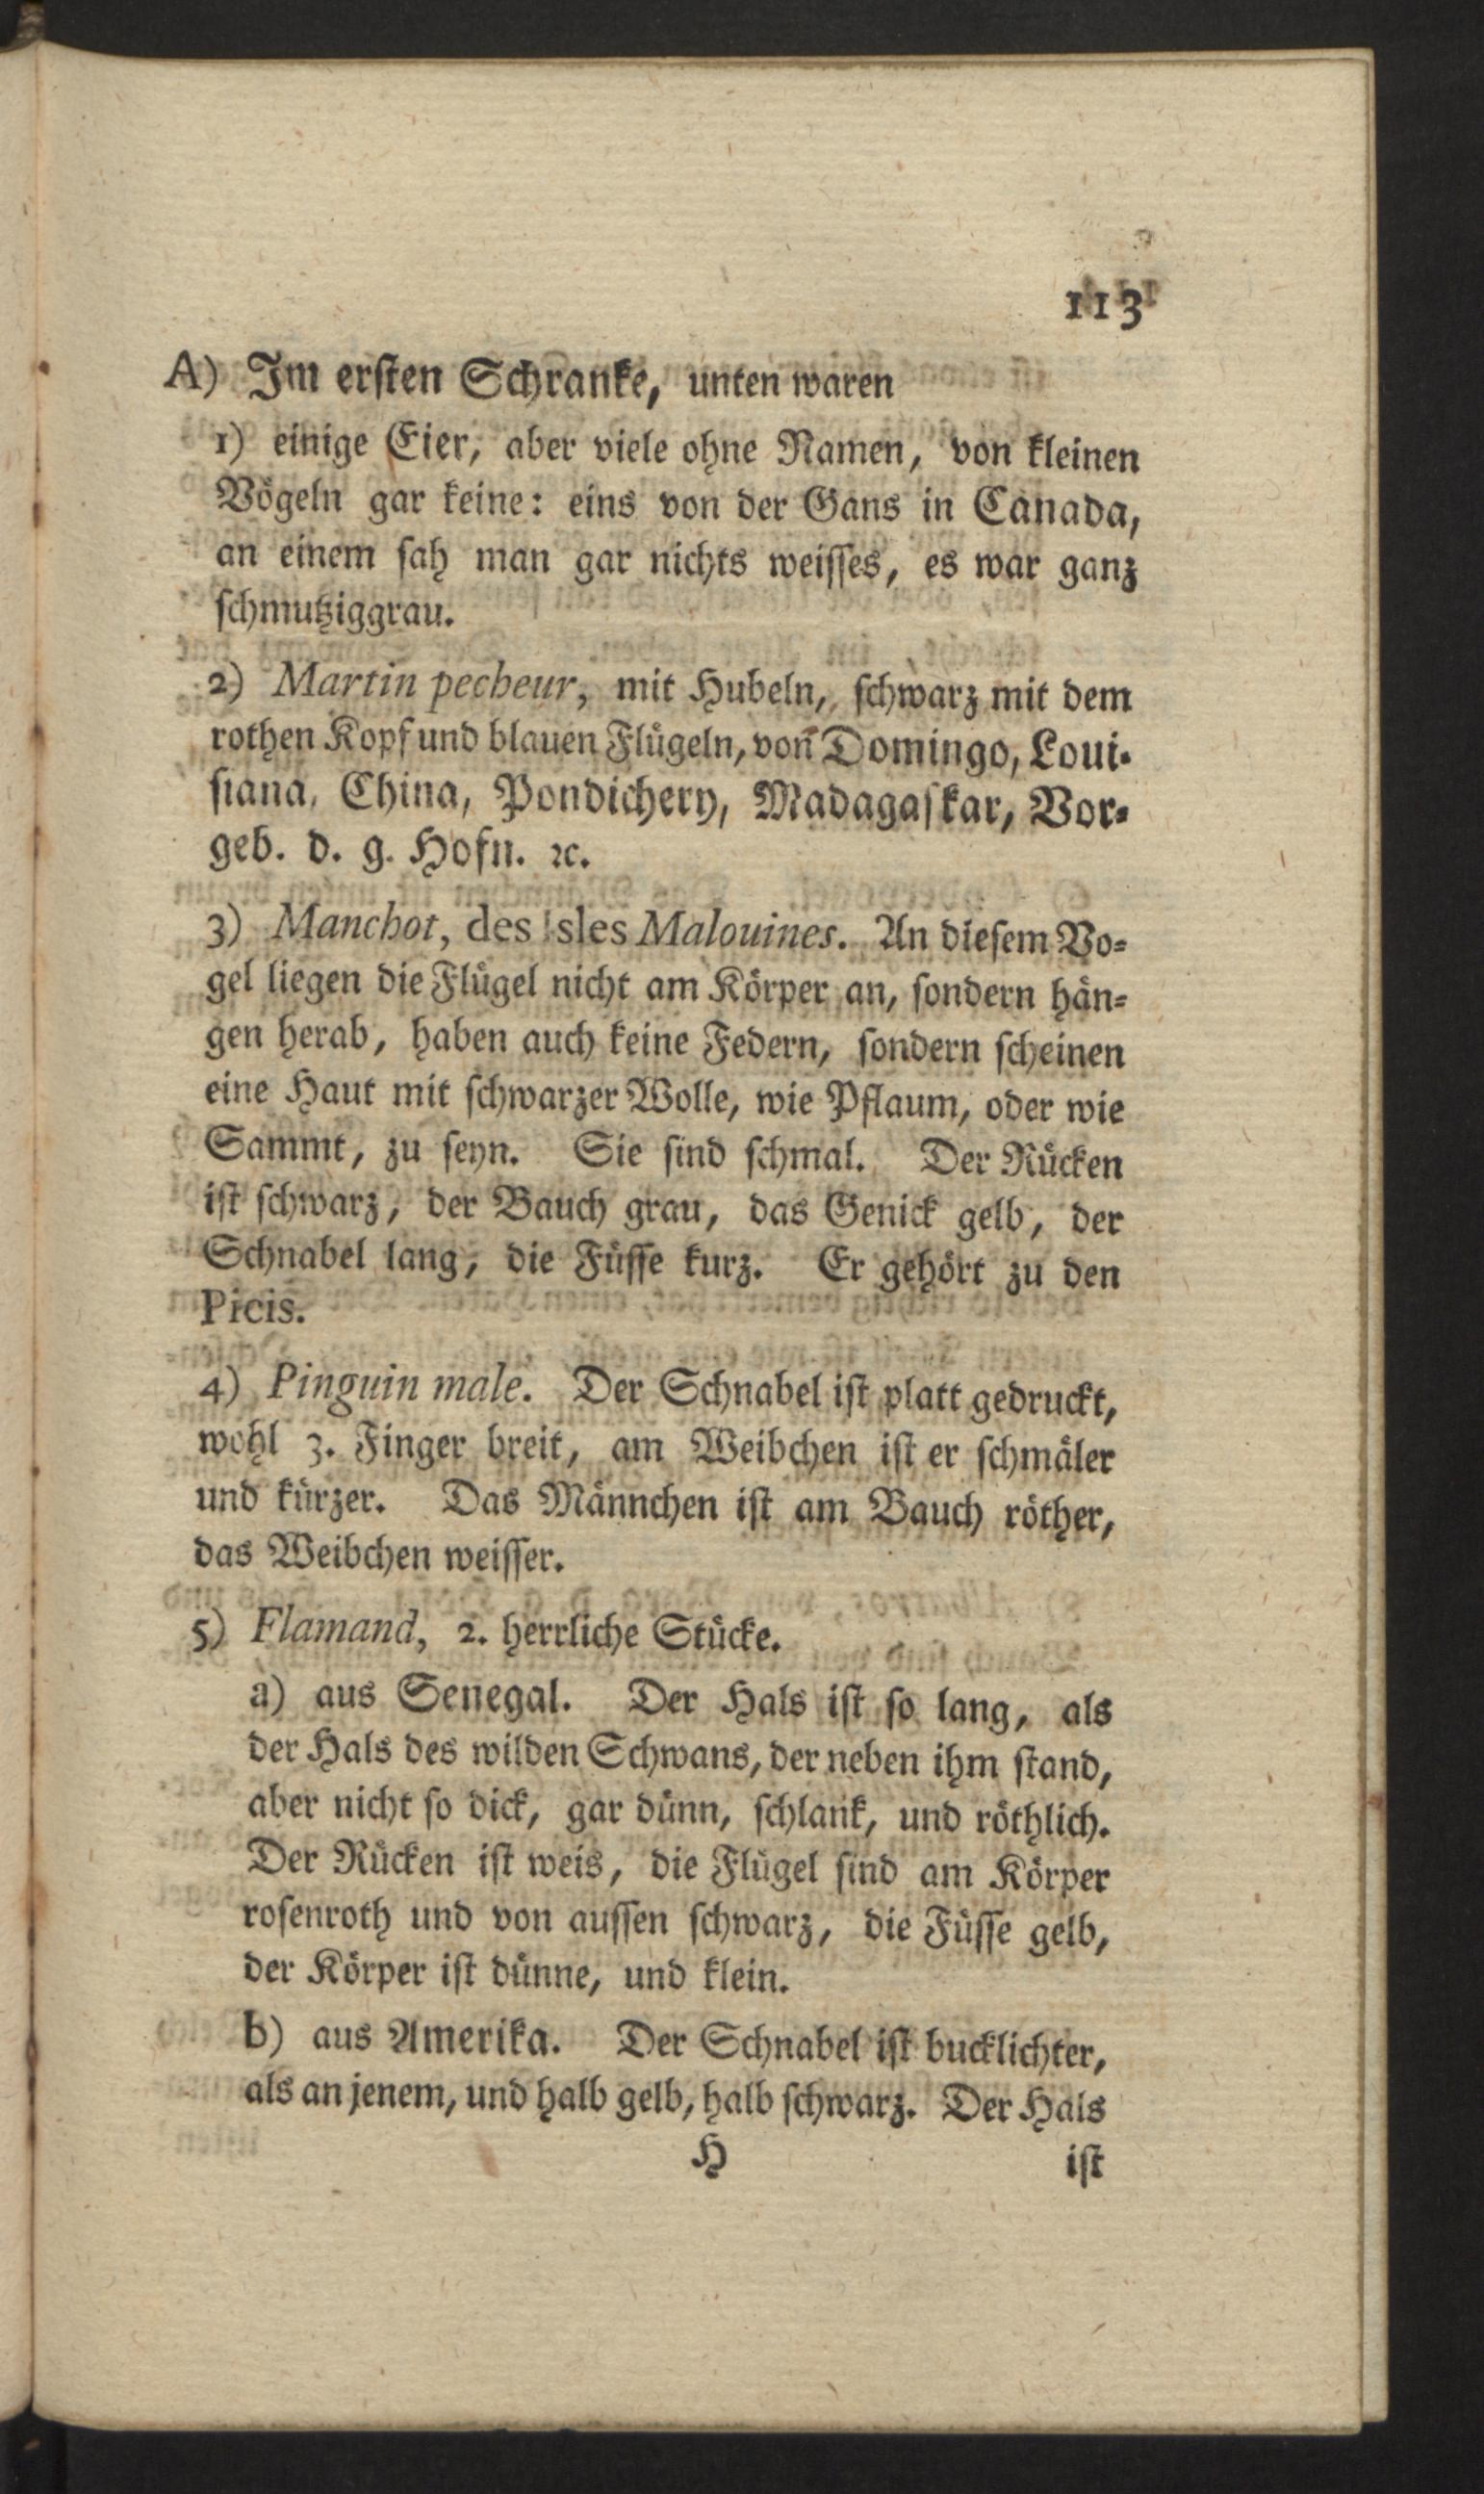 113
A) Im ersten Schranke, unten waren
1) einige Eier, aber viele ohne Namen, von kleinen
Vögeln gar keine: eins von der Gans in Canada,
an einem sah man gar nichts weisses, es war ganz
schmutziggrau.
2) Martin pecheur, mit Hubeln, schwarz mit dem
rothen Kopf und blauen Flügeln, von Domingo, Loui-
siana, China, Pondichery, Madagaskar, Vor-
geb. d. g. Hofn. ꝛc.
3) Manchot, des Isles Malouines. An diesem Vo-
gel liegen die Flügel nicht am Körper an, sondern hän-
gen herab, haben auch keine Federn, sondern scheinen
eine Haut mit schwarzer Wolle, wie Pflaum, oder wie
Sammt, zu seyn. Sie sind schmal. Der Rücken
ist schwarz, der Bauch grau, das Genick gelb, der
Schnabel lang, die Füsse kurz. Er gehört zu den
Picis.
4) Pinguin male. Der Schnabel ist platt gedruckt,
wohl 3. Finger breit, am Weibchen ist er schmäler
und kürzer. Das Männchen ist am Bauch röther,
das Weibchen weisser.
5) Flamand, 2. herrliche Stücke.
a) aus Senegal. Der Hals ist so lang, als
der Hals des wilden Schwans, der neben ihm stand,
aber nicht so dick, gar dünn, schlank, und röthlich.
Der Rücken ist weis, die Flügel sind am Körper
rosenroth und von aussen schwarz, die Füsse gelb,
der Körper ist dünne, und klein.
b) aus Amerika. Der Schnabel ist bucklichter,
als an jenem, und halb gelb, halb schwarz. Der Hals
H ist